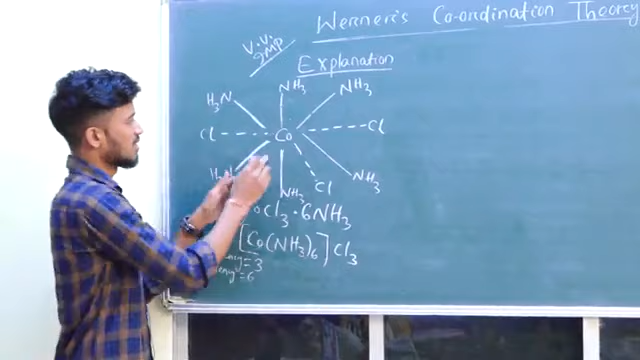 Werner's Co-ordination Theory
V.V. Imp
Explanation
NH₃
H₃N NH₃
Cl Co Cl
NH₃
Cl
NH₃
Cl₃·6NH₃
[Co(NH₃)₆]Cl₃
=3
=6